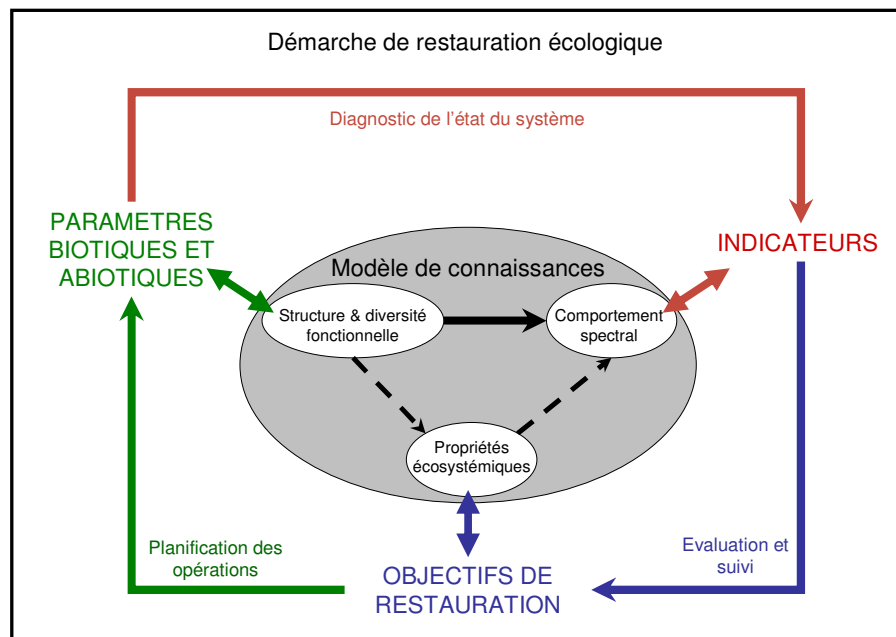 Démarche de restauration écologique
Diagnostic de l'état du système
PARAMETRES
BIOTIQUES ET
ABIOTIQUES
INDICATEURS
Modèle de connaissances
Structure & diversité
fonctionnelle
Comportement
spectral
Propriétés
écosystémiques
Planification des
opérations
Evaluation et
suivi
OBJECTIFS DE
RESTAURATION